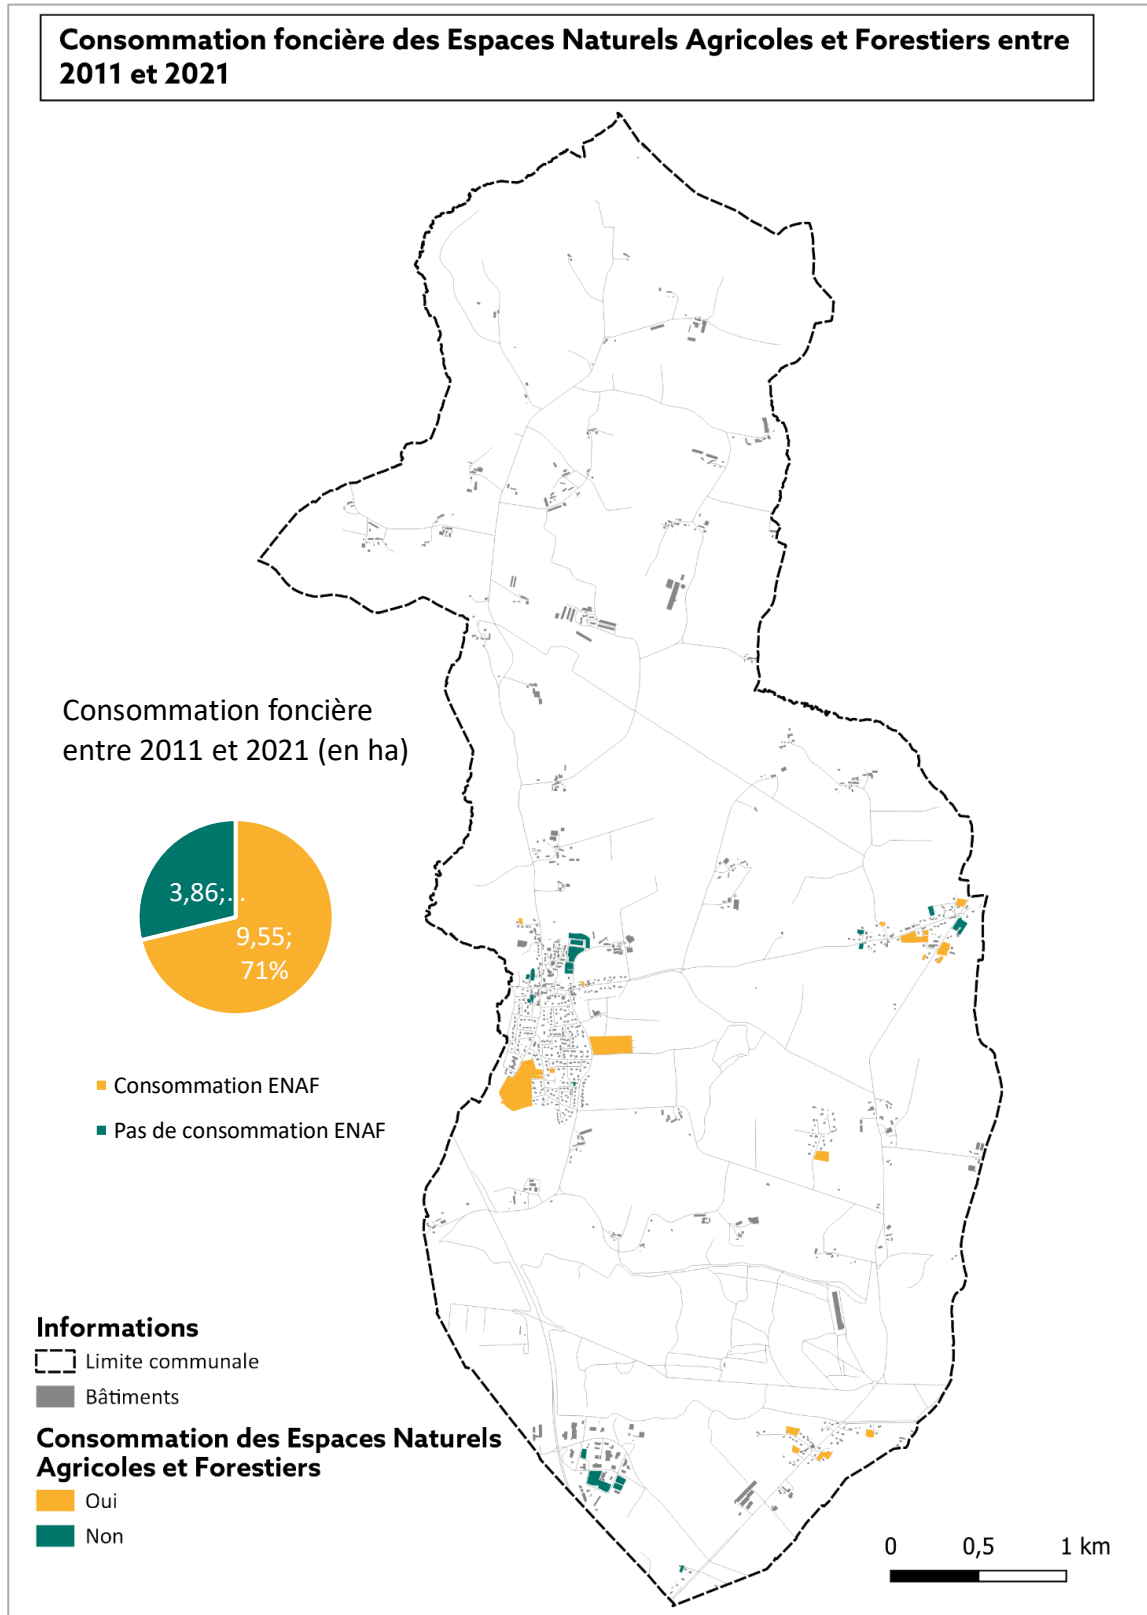 Consommation foncière des Espaces Naturels Agricoles et Forestiers entre
2011 et 2021
Consommation foncière
entre 2011 et 2021 (en ha)
3,86;...
9,55;
71%
Consommation ENAF
Pas de consommation ENAF
Informations
Limite communale
Bâtiments
Consommation des Espaces Naturels
Agricoles et Forestiers
Oui
Non
0 0,5 1 km